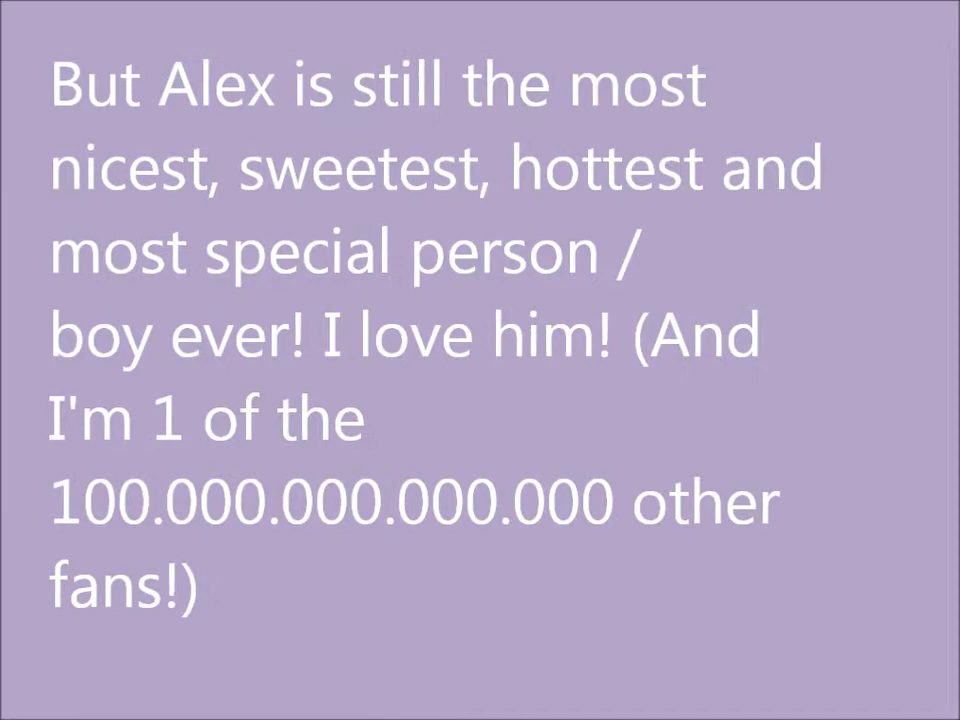 But Alex is still the most
nicest, sweetest, hottest and
most special person /
boy ever! I love him! (And
I'm 1 of the
100.000.000.000.000 other
fans!)